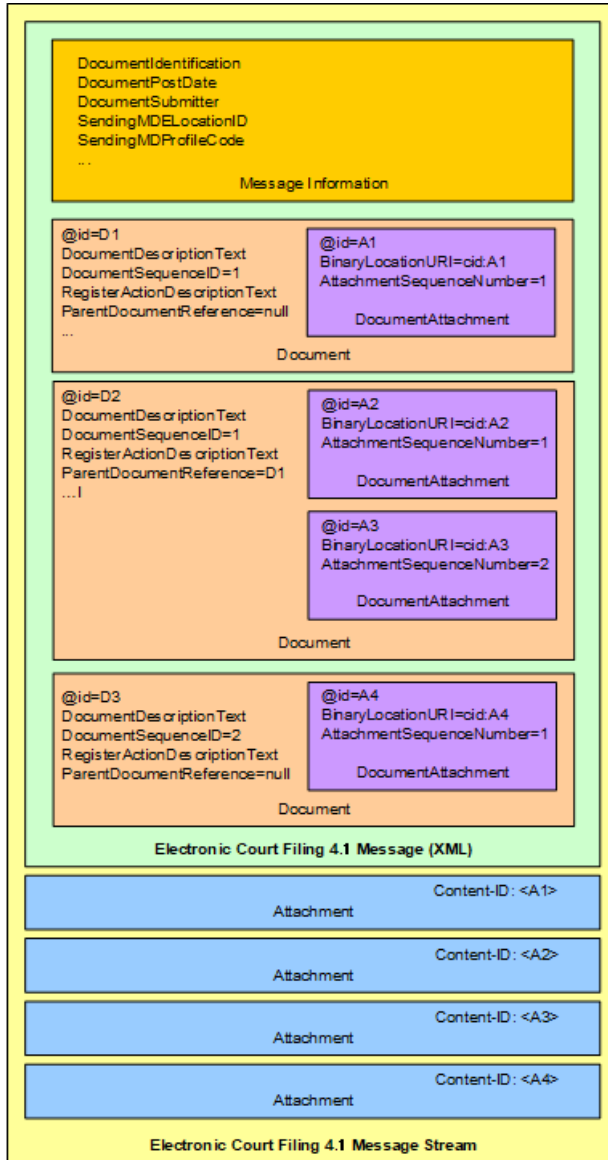 DocumentIdentification
DocumentPostDate
DocumentSubmitter
SendingMDELocationID
SendingMDProfileCode
...
Message Information
@id=D1
DocumentDescriptionText
DocumentSequenceID=1
RegisterActionDescriptionText
ParentDocumentReference=null
...
@id=A1
BinaryLocationURI=cid:A1
AttachmentSequenceNumber=1
DocumentAttachment
Document
@id=D2
DocumentDescriptionText
DocumentSequenceID=1
RegisterActionDescriptionText
ParentDocumentReference=D1
...l
@id=A2
BinaryLocationURI=cid:A2
AttachmentSequenceNumber=1
DocumentAttachment
@id=A3
BinaryLocationURI=cid:A3
AttachmentSequenceNumber=2
DocumentAttachment
Document
@id=D3
DocumentDescriptionText
DocumentSequenceID=2
RegisterActionDescriptionText
ParentDocumentReference=null
@id=A4
BinaryLocationURI=cid:A4
AttachmentSequenceNumber=1
DocumentAttachment
Document
Electronic Court Filing 4.1 Message (XML)
Content-ID: <A1>
Attachment
Content-ID: <A2>
Attachment
Content-ID: <A3>
Attachment
Content-ID: <A4>
Attachment
Electronic Court Filing 4.1 Message Stream